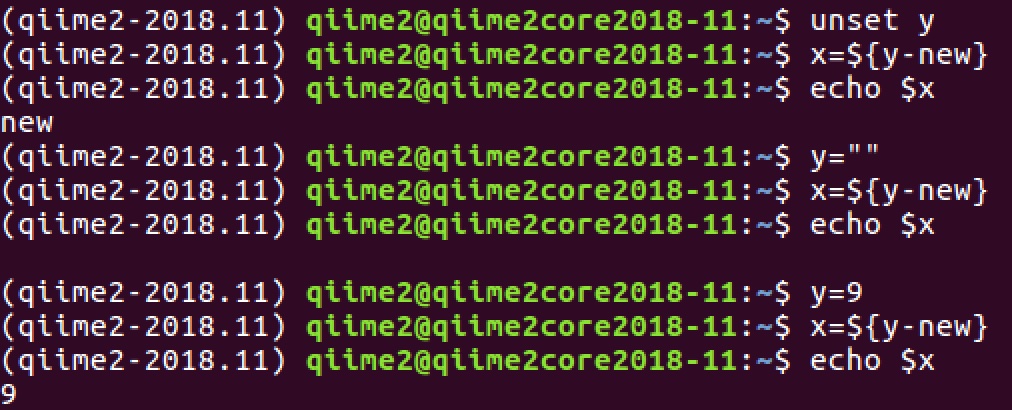 (qiime2-2018.11) qiime2@qiime2core2018-11:~$ unset y
(qiime2-2018.11) qiime2@qiime2core2018-11:~$ x=${y-new}
(qiime2-2018.11) qiime2@qiime2core2018-11:~$ echo $x
new
(qiime2-2018.11) qiime2@qiime2core2018-11:~$ y=""
(qiime2-2018.11) qiime2@qiime2core2018-11:~$ x=${y-new}
(qiime2-2018.11) qiime2@qiime2core2018-11:~$ echo $x

(qiime2-2018.11) qiime2@qiime2core2018-11:~$ y=9
(qiime2-2018.11) qiime2@qiime2core2018-11:~$ x=${y-new}
(qiime2-2018.11) qiime2@qiime2core2018-11:~$ echo $x
9